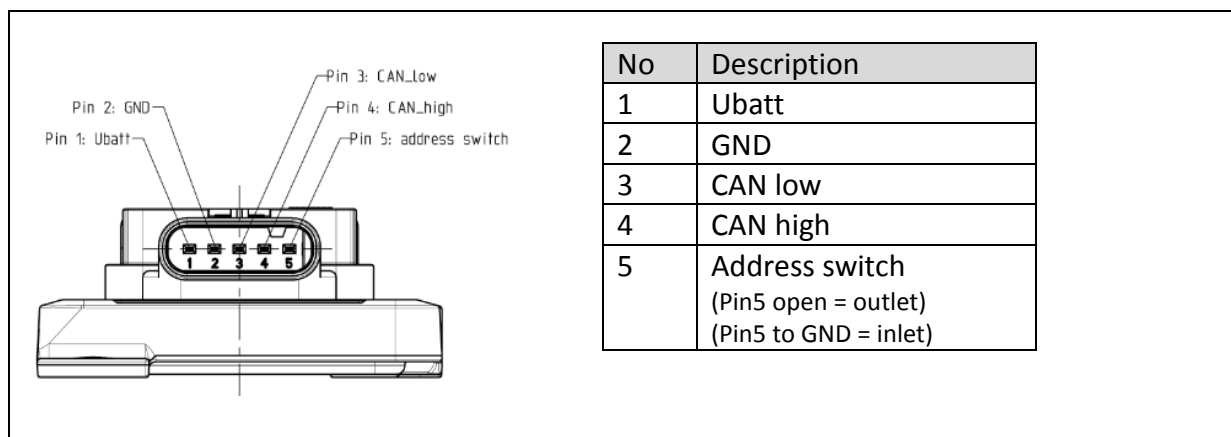 Pin 3: CAN_low
Pin 2: GND
Pin 4: CAN_high
Pin 1: Ubatt
Pin 5: address switch
1 2 3 4 5
No Description
1 Ubatt
2 GND
3 CAN low
4 CAN high
5 Address switch
(Pin5 open = outlet)
(Pin5 to GND = inlet)